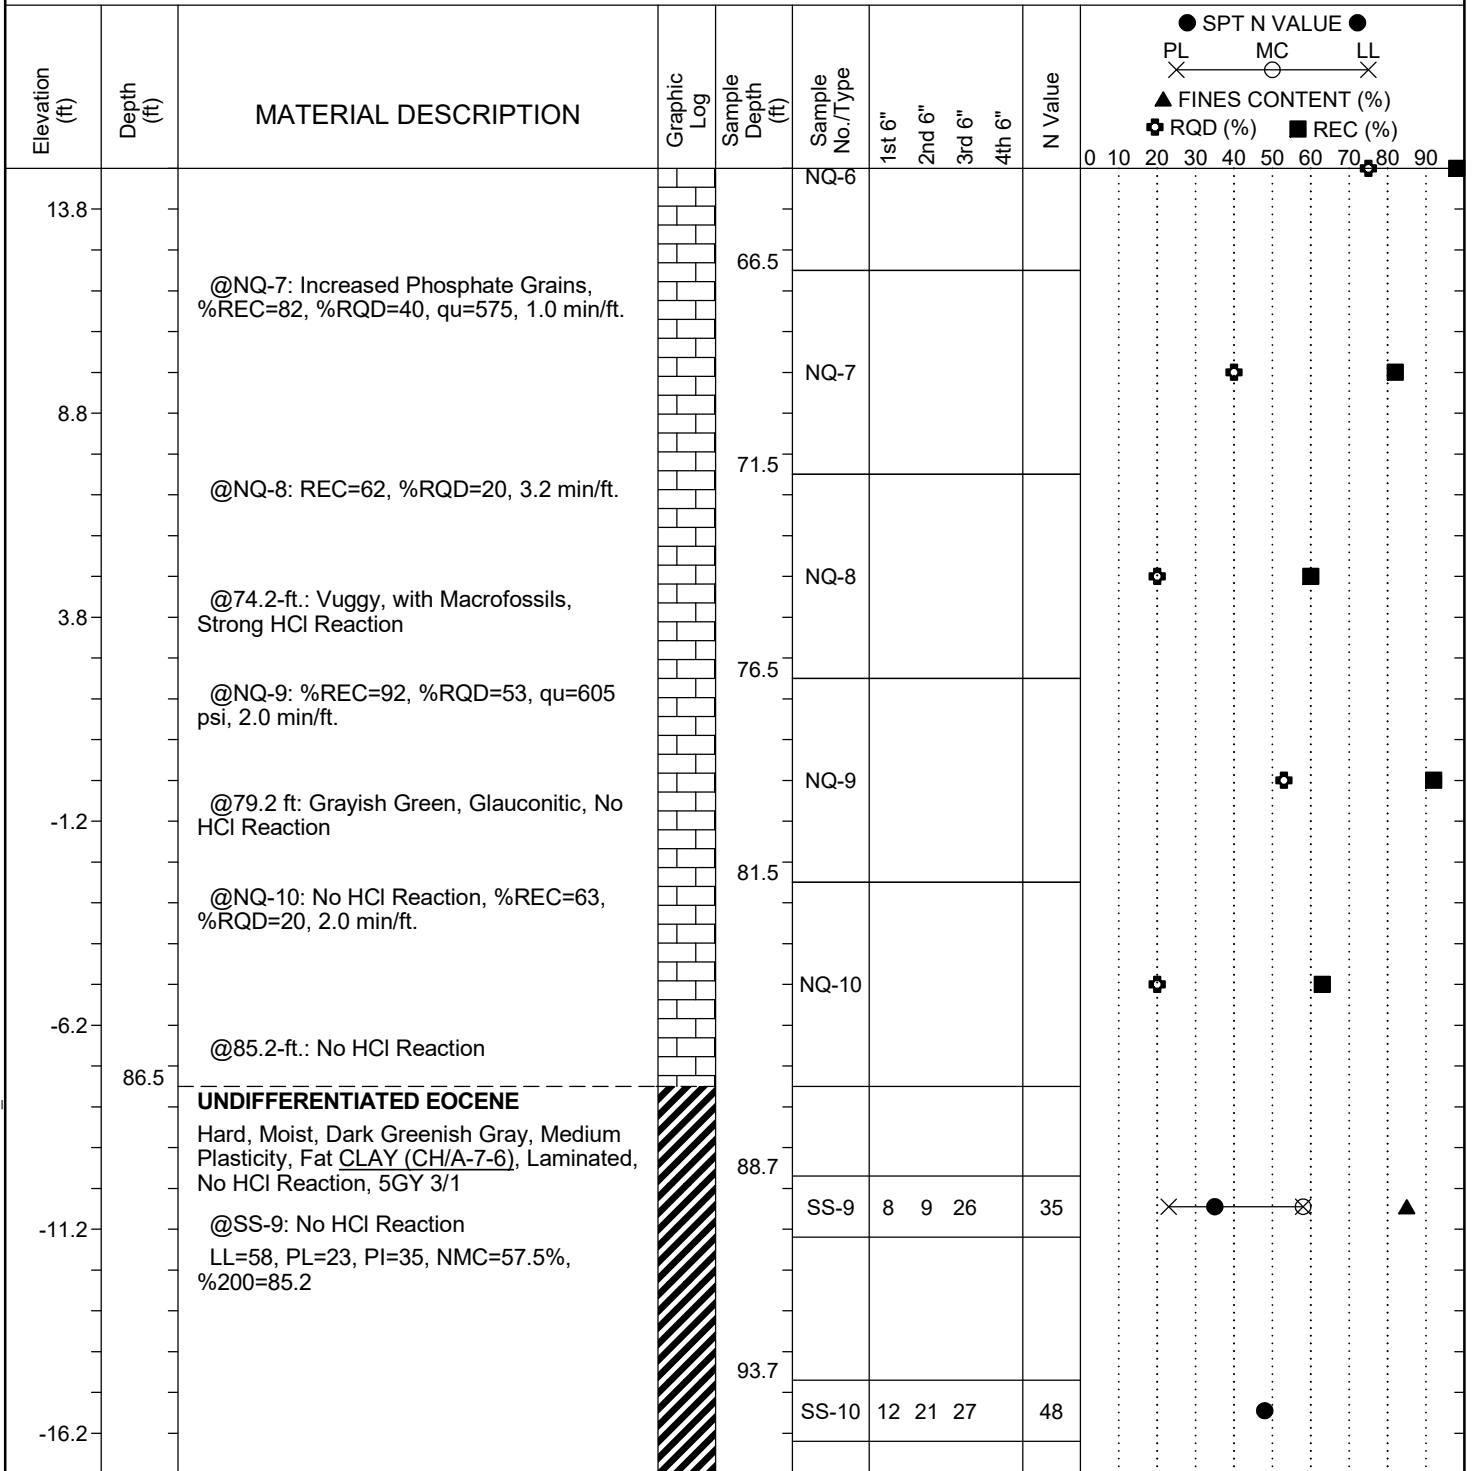 ● SPT N VALUE ●
PL MC LL
▲ FINES CONTENT (%)
RQD (%) ■ REC (%)
Elevation (ft)
Depth (ft)
MATERIAL DESCRIPTION
Graphic Log
Sample Depth (ft)
Sample No./Type
1st 6"
2nd 6"
3rd 6"
4th 6"
N Value
0 10 20 30 40 50 60 70 80 90
NQ-6
13.8
66.5
@NQ-7: Increased Phosphate Grains,
%REC=82, %RQD=40, qu=575, 1.0 min/ft.
NQ-7
8.8
71.5
@NQ-8: REC=62, %RQD=20, 3.2 min/ft.
NQ-8
@74.2-ft.: Vuggy, with Macrofossils,
3.8
Strong HCl Reaction
76.5
@NQ-9: %REC=92, %RQD=53, qu=605
psi, 2.0 min/ft.
NQ-9
@79.2 ft: Grayish Green, Glauconitic, No
-1.2
HCl Reaction
81.5
@NQ-10: No HCl Reaction, %REC=63,
%RQD=20, 2.0 min/ft.
NQ-10
-6.2
@85.2-ft.: No HCl Reaction
86.5
UNDIFFERENTIATED EOCENE
Hard, Moist, Dark Greenish Gray, Medium
Plasticity, Fat CLAY (CH/A-7-6), Laminated,
88.7
No HCl Reaction, 5GY 3/1
SS-9 8 9 26 35
@SS-9: No HCl Reaction
-11.2
LL=58, PL=23, PI=35, NMC=57.5%,
%200=85.2
93.7
SS-10 12 21 27 48
-16.2